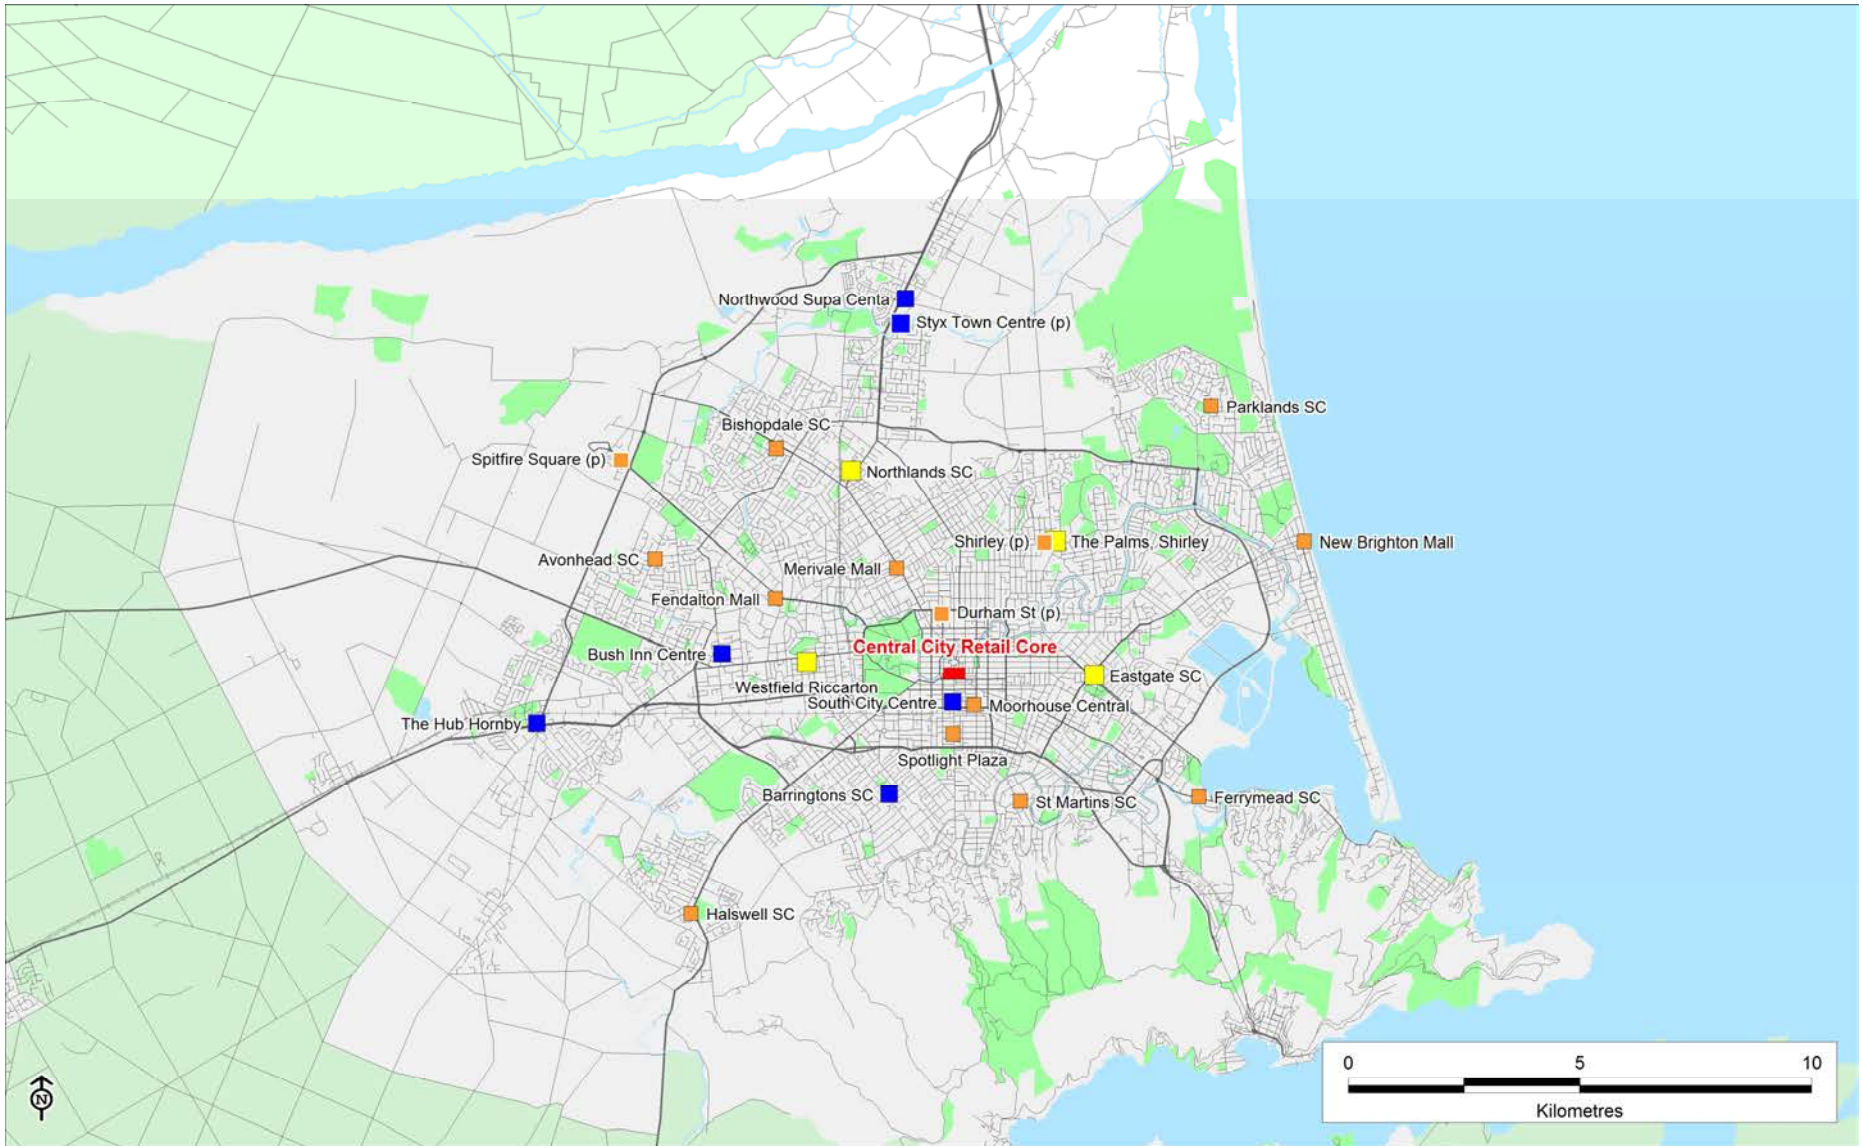 Northwood Supa Centa
Styx Town Centre (p)
Parklands SC
Bishopdale SC
Spitfire Square (p)
Northlands SC
Shirley (p)
The Palms, Shirley
New Brighton Mall
Avonhead SC
Merivale Mall
Fendalton Mall
Durham St (p)
Central City Retail Core
Bush Inn Centre
Eastgate SC
Westfield Riccarton
South City Centre
Moorhouse Central
The Hub Hornby
Spotlight Plaza
Barringtons SC
St Martins SC
Ferrymead SC
Halswell SC
0 5 10
Kilometres
N